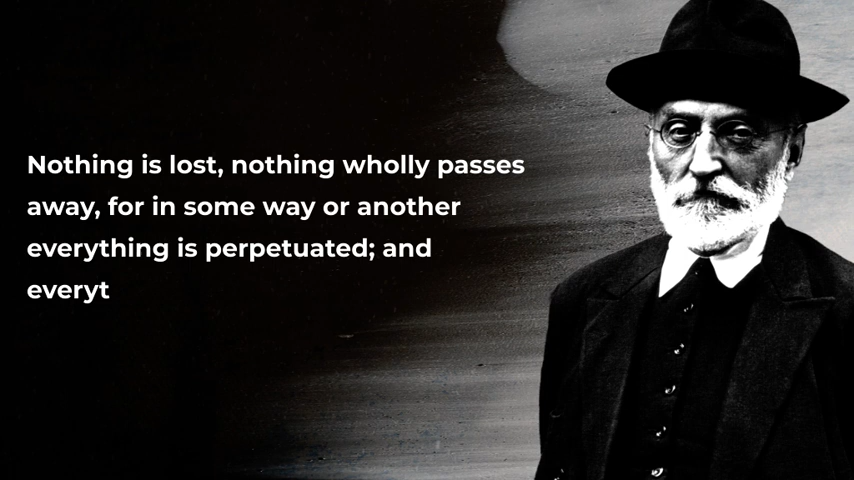 Nothing is lost, nothing wholly passes
away, for in some way or another
everything is perpetuated; and
everyt